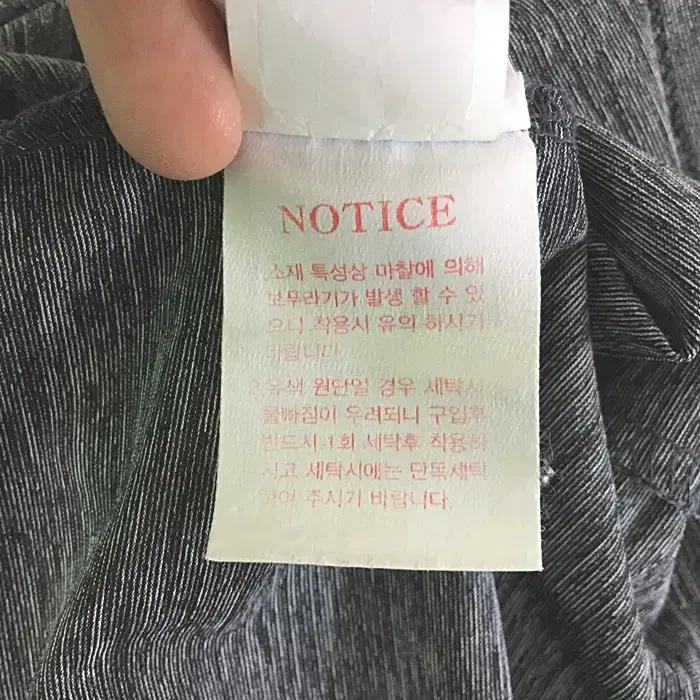 NOTICE
소재 특성상 마찰에 의해
보푸라기가 발생 할 수 있
으니 착용시 유의 하시기
바랍니다
2.유색 원단일 경우 세탁시
물빠짐이 우려되니 구입후
반드시 1회 세탁후 착용하
시고 세탁시에는 단독세탁
하여 주시기 바랍니다.